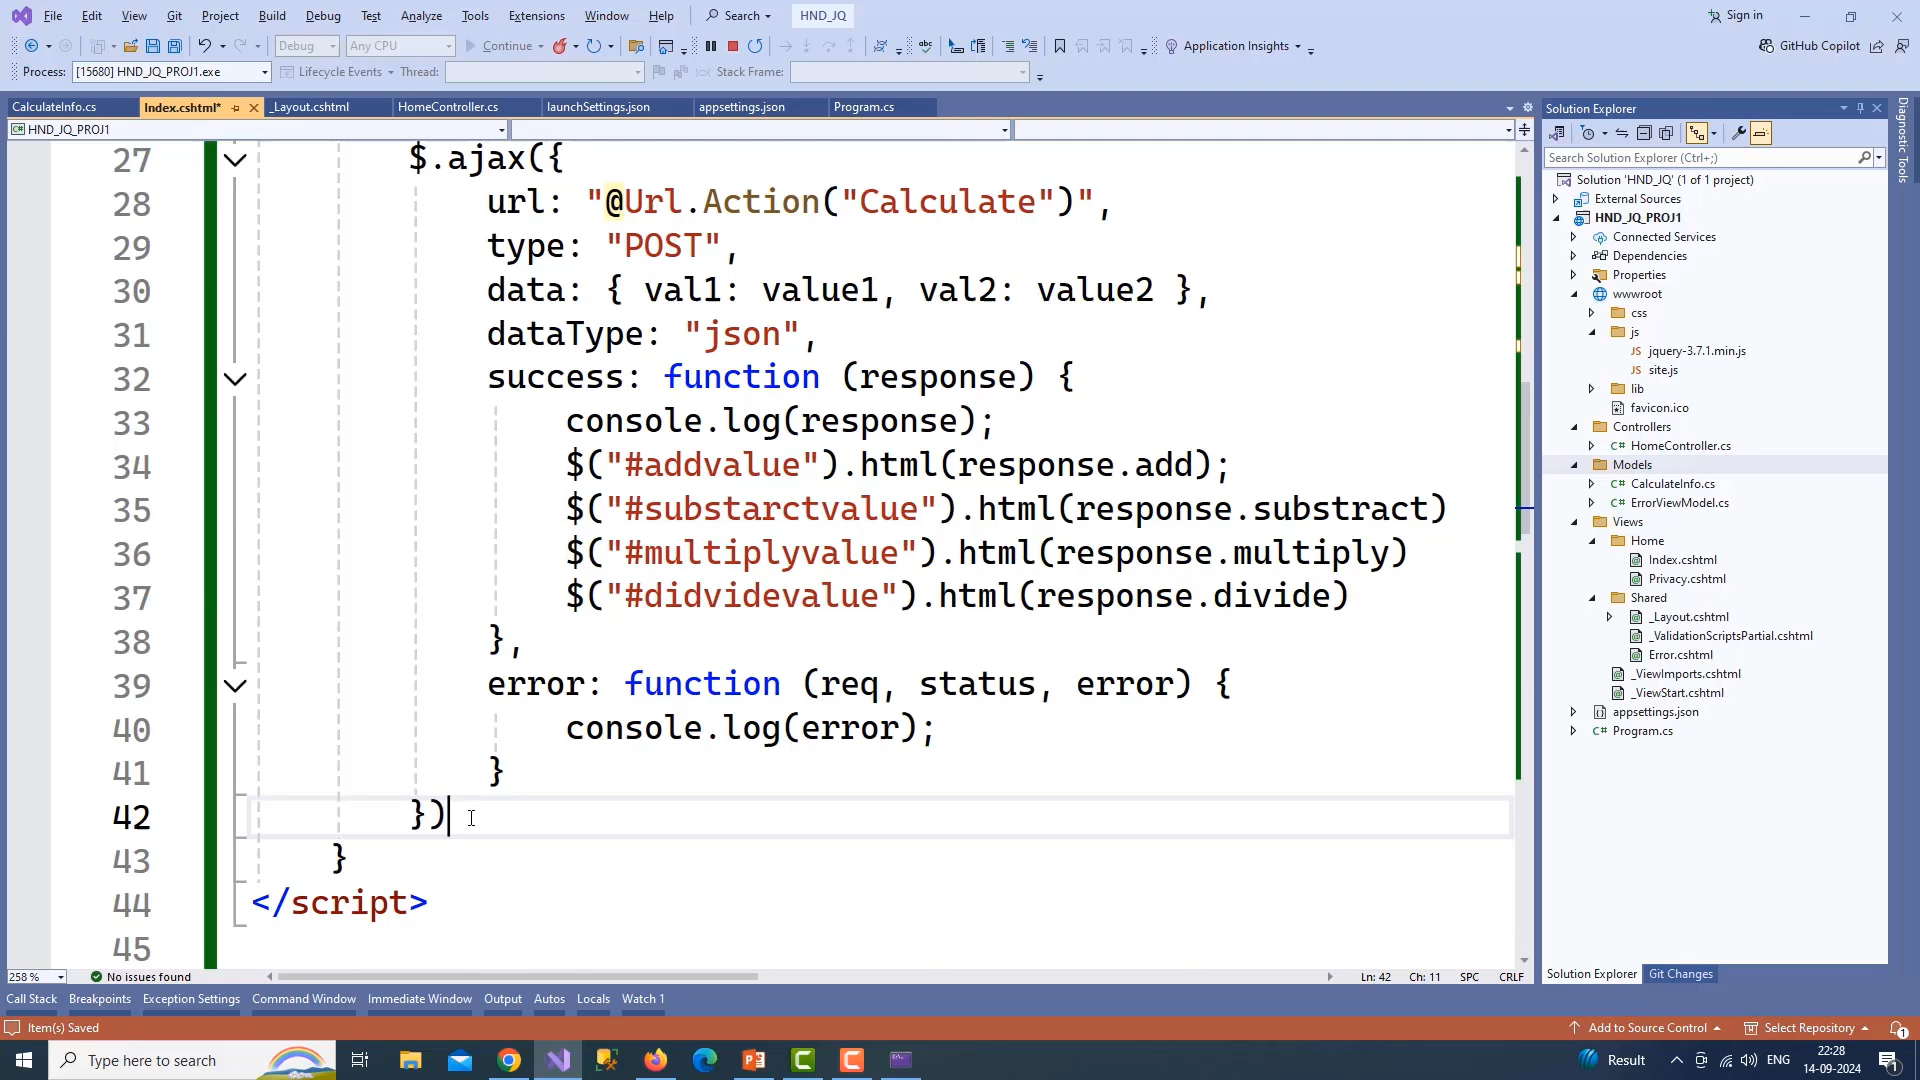 File Edit View Git Project Build Debug Test Analyze Tools Extensions Window Help Search HND_JQ Sign in
Debug Any CPU Continue Application Insights GitHub Copilot
Process: [15680] HND_JQ_PROJ1.exe Lifecycle Events Thread: Stack Frame:
CalculateInfo.cs Index.cshtml* _Layout.cshtml HomeController.cs launchSettings.json appsettings.json Program.cs
HND_JQ_PROJ1
27 $.ajax({
28 url: "@Url.Action("Calculate")",
29 type: "POST",
30 data: { val1: value1, val2: value2 },
31 dataType: "json",
32 success: function (response) {
33 console.log(response);
34 $("#addvalue").html(response.add);
35 $("#substarctvalue").html(response.substract)
36 $("#multiplyvalue").html(response.multiply)
37 $("#didvidevalue").html(response.divide)
38 },
39 error: function (req, status, error) {
40 console.log(error);
41 }
42 })
43 }
44 </script>
45
258 % No issues found Ln: 42 Ch: 11 SPC CRLF
Solution Explorer
Search Solution Explorer (Ctrl+;)
Solution 'HND_JQ' (1 of 1 project)
External Sources
HND_JQ_PROJ1
Connected Services
Dependencies
Properties
wwwroot
css
js
jquery-3.7.1.min.js
site.js
lib
favicon.ico
Controllers
HomeController.cs
Models
CalculateInfo.cs
ErrorViewModel.cs
Views
Home
Index.cshtml
Privacy.cshtml
Shared
_Layout.cshtml
_ValidationScriptsPartial.cshtml
Error.cshtml
_ViewImports.cshtml
_ViewStart.cshtml
appsettings.json
Program.cs
Solution Explorer Git Changes
Diagnostic Tools
Call Stack Breakpoints Exception Settings Command Window Immediate Window Output Autos Locals Watch 1
Item(s) Saved Add to Source Control Select Repository 1
Type here to search Result ENG 22:28
14-09-2024 1